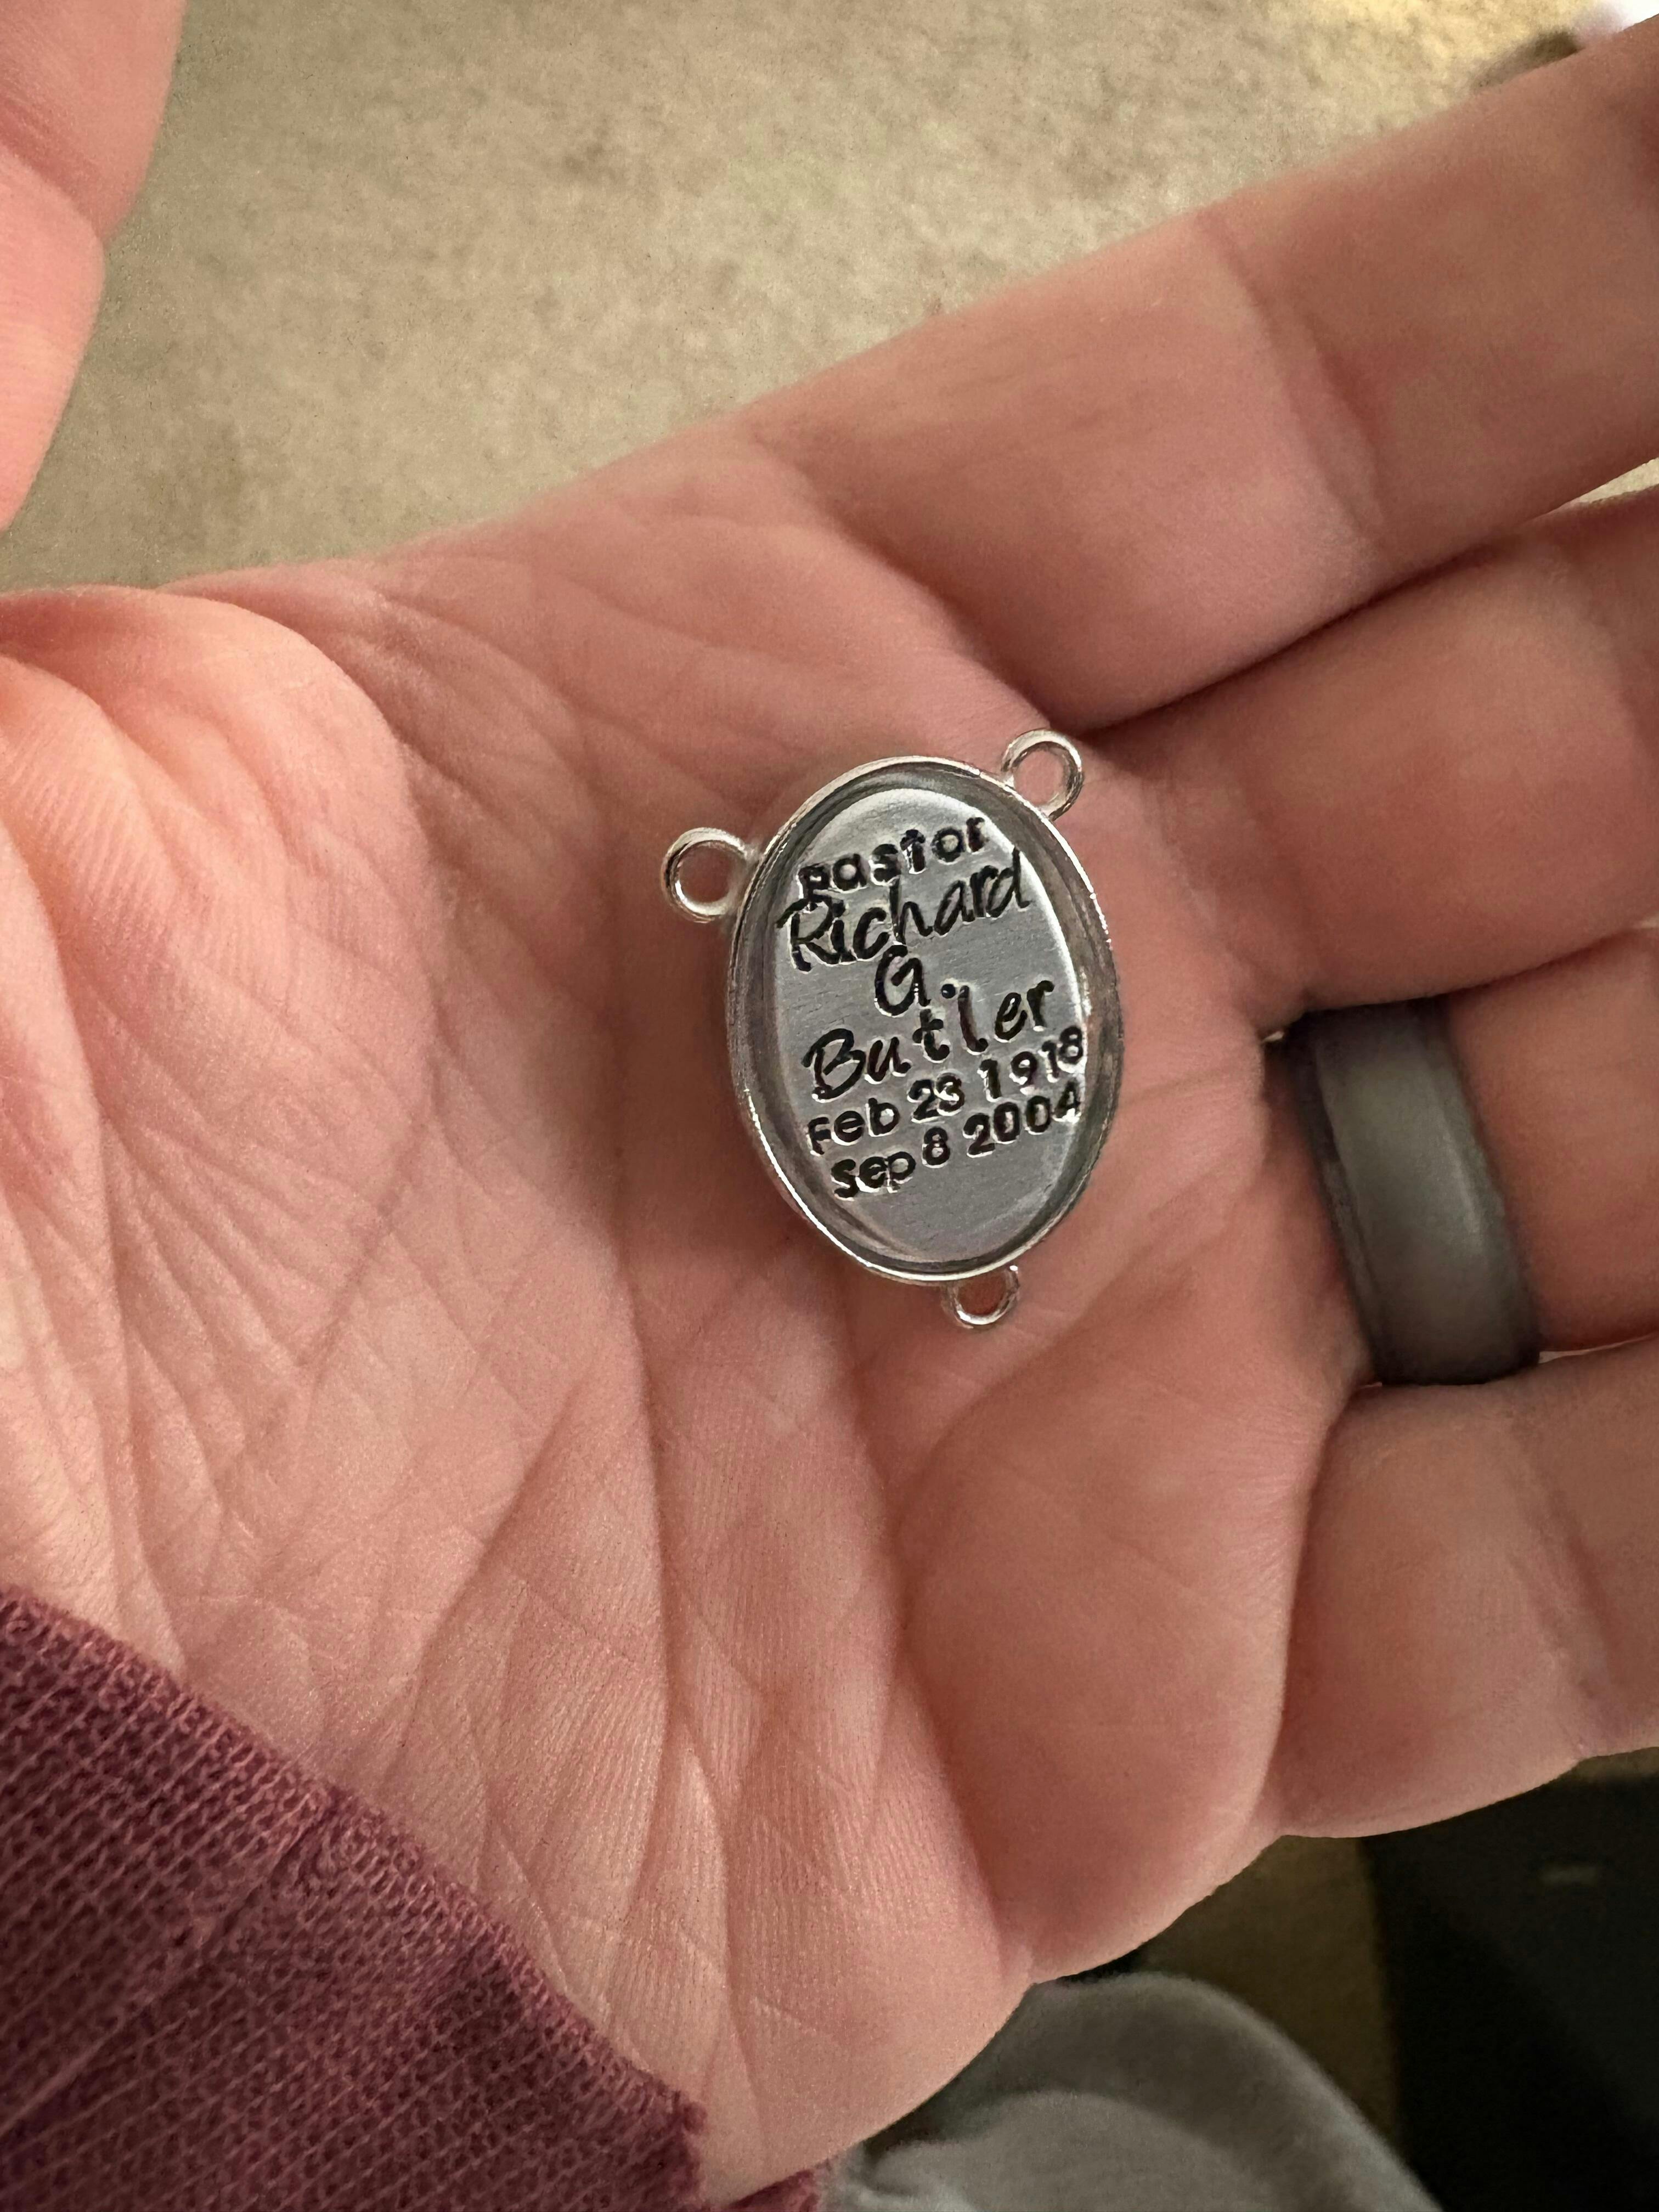 pastor
Richard
G.
Butler
Feb 23 1918
Sep 8 2004